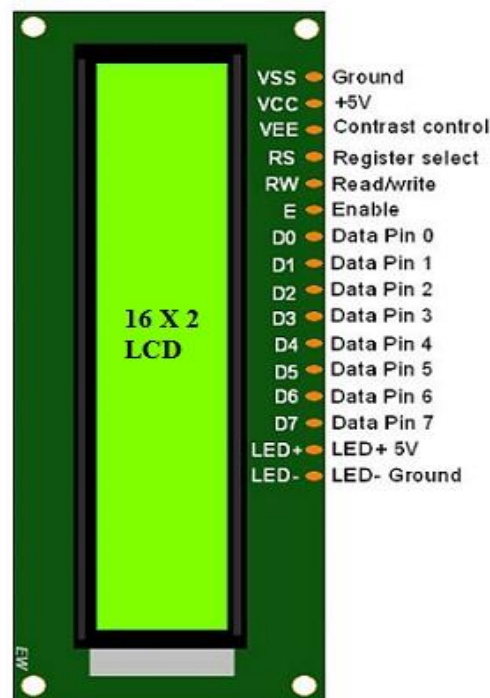 VSS Ground
VCC +5V
VEE Contrast control
RS Register select
RW Read/write
E Enable
D0 Data Pin 0
D1 Data Pin 1
D2 Data Pin 2
D3 Data Pin 3
D4 Data Pin 4
D5 Data Pin 5
D6 Data Pin 6
D7 Data Pin 7
LED+ LED+ 5V
LED- LED- Ground
16 X 2
LCD
EW